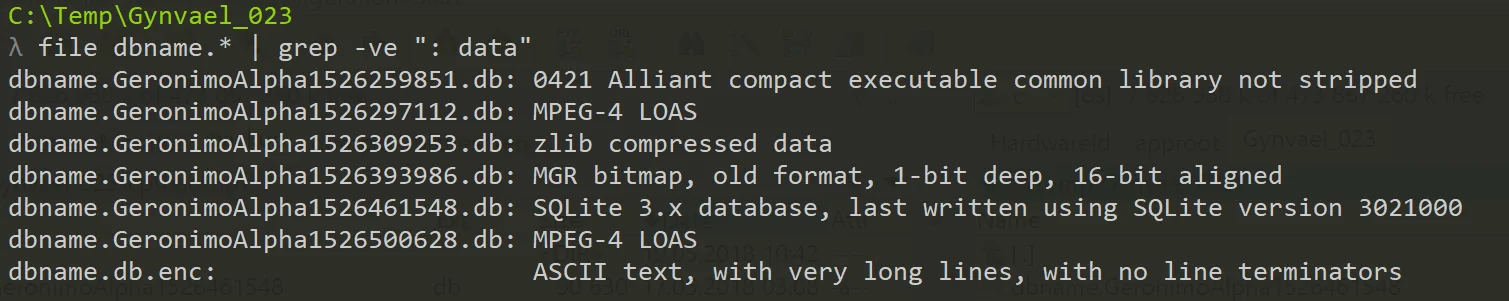 C:\Temp\Gynvael_023
λ file dbname.* | grep -ve ": data"
dbname.GeronimoAlpha1526259851.db: 0421 Alliant compact executable common library not stripped
dbname.GeronimoAlpha1526297112.db: MPEG-4 LOAS
dbname.GeronimoAlpha1526309253.db: zlib compressed data
dbname.GeronimoAlpha1526393986.db: MGR bitmap, old format, 1-bit deep, 16-bit aligned
dbname.GeronimoAlpha1526461548.db: SQLite 3.x database, last written using SQLite version 3021000
dbname.GeronimoAlpha1526500628.db: MPEG-4 LOAS
dbname.db.enc: ASCII text, with very long lines, with no line terminators